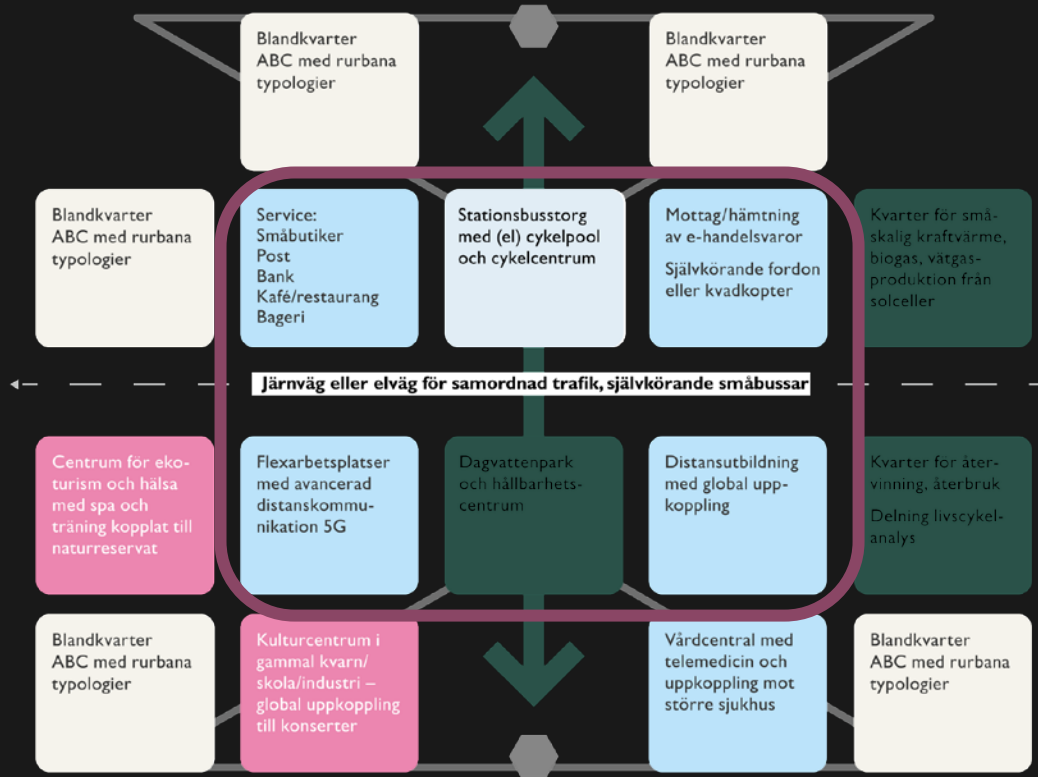 Blandkvarter
ABC med rurbana
typologier
Blandkvarter
ABC med rurbana
typologier
Blandkvarter
ABC med rurbana
typologier
Service:
Småbutiker
Post
Bank
Kafé/restaurang
Bageri
Stationsbusstorg
med (el) cykelpool
och cykelcentrum
Mottag/hämtning
av e-handelsvaror
Självkörande fordon
eller kvadkopter
Kvarter för små-
skalig kraftvärme,
biogas, vätgas-
produktion från
solceller
Järnväg eller elväg för samordnad trafik, självkörande småbussar
Centrum för eko-
turism och hälsa
med spa och
träning kopplat till
naturreservat
Flexarbetsplatser
med avancerad
distanskommu-
nikation 5G
Dagvattenpark
och hållbarhets-
centrum
Distansutbildning
med global upp-
koppling
Kvarter för åter-
vinning, återbruk
Delning livscykel-
analys
Blandkvarter
ABC med rurbana
typologier
Kulturcentrum i
gammal kvarn/
skola/industri –
global uppkoppling
till konserter
Vårdcentral med
telemedicin och
uppkoppling mot
större sjukhus
Blandkvarter
ABC med rurbana
typologier